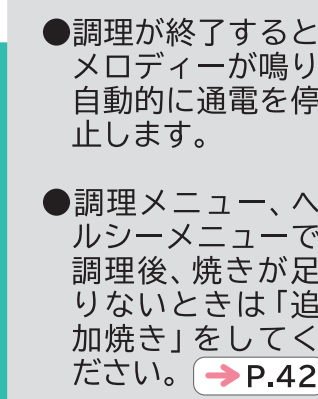 ●調理が終了すると
メロディーが鳴り
自動的に通電を停
止します。
●調理メニュー、ヘ
ルシーメニューで
調理後、焼きが足
りないときは「追
加焼き」をしてく
ださい。→P.42